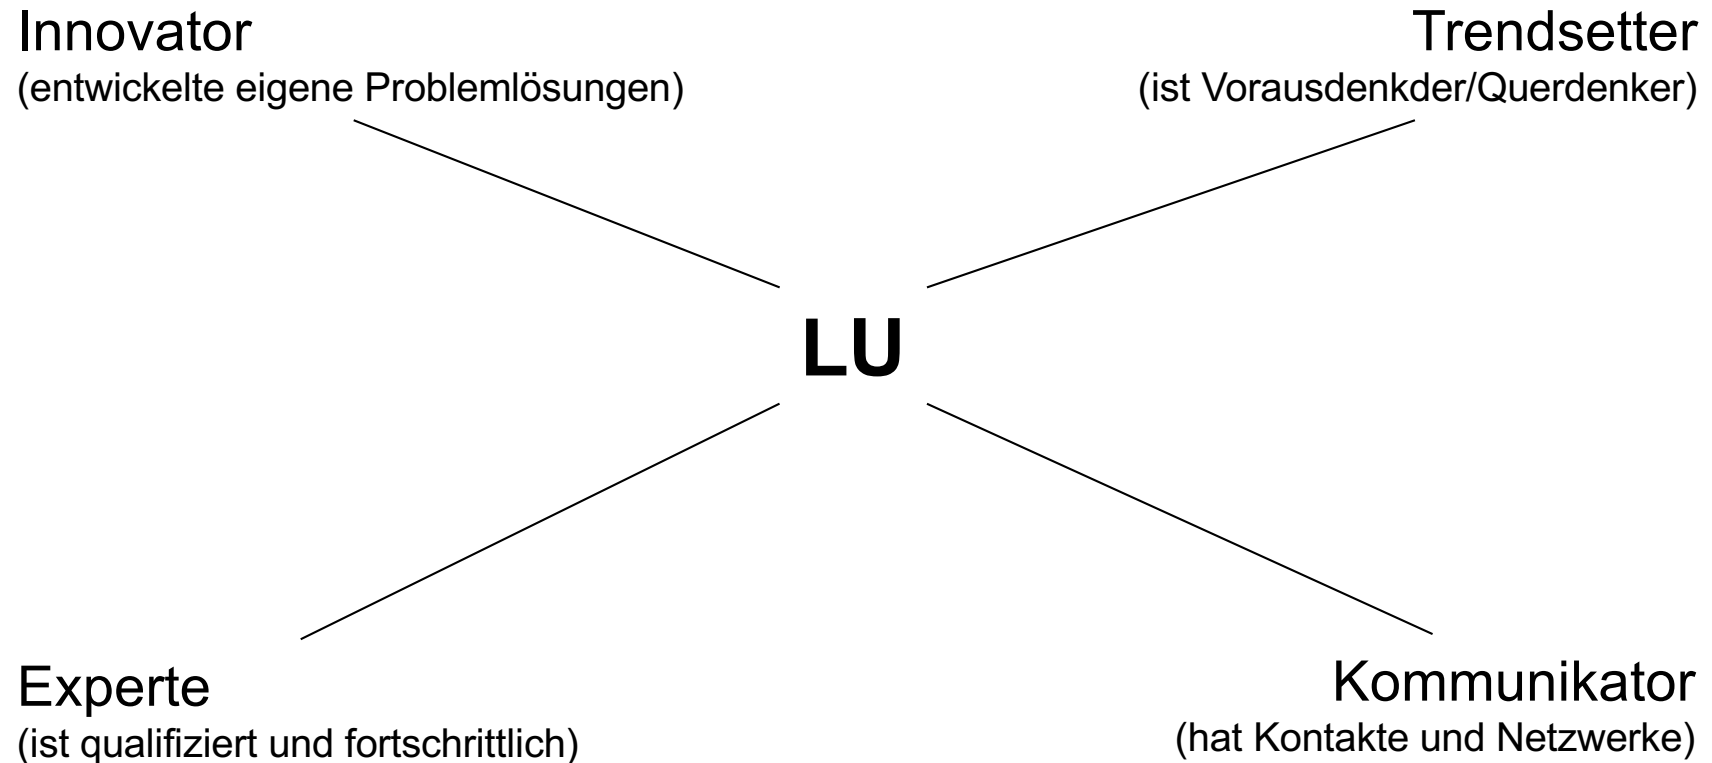 Innovator
(entwickelte eigene Problemlösungen)
Trendsetter
(ist Vorausdenkder/Querdenker)
LU
Experte
(ist qualifiziert und fortschrittlich)
Kommunikator
(hat Kontakte und Netzwerke)